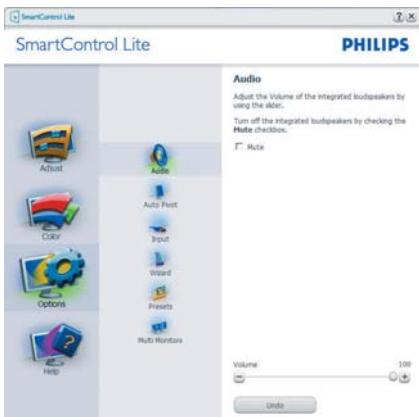 SmartControl Lite
SmartControl Lite
PHILIPS
Adjust
Color
Options
Help
Audio
Auto Pivot
Input
Wizard
Presets
Multi Monitors
Audio
Adjust the Volume of the integrated loudspeakers by
using the slider.
Turn off the integrated loudspeakers by checking the
Mute checkbox.
Mute
Volume
100
Undo